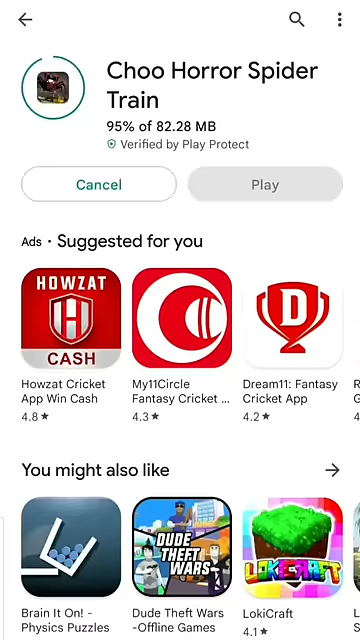 Choo Horror Spider
Train
95% of 82.28 MB
Verified by Play Protect
Cancel
Play
Ads · Suggested for you
HOWZAT
H
CASH
D
Howzat Cricket
App Win Cash
4.8★
My11Circle
Fantasy Cricket ...
4.3★
Dream11: Fantasy
Cricket App
4.2★
R
G
4
You might also like
DUDE
THEFT
WARS
LOKICRAFT
Brain It On! -
Physics Puzzles
Dude Theft Wars
-Offline Games
LokiCraft
4.1★
L
S